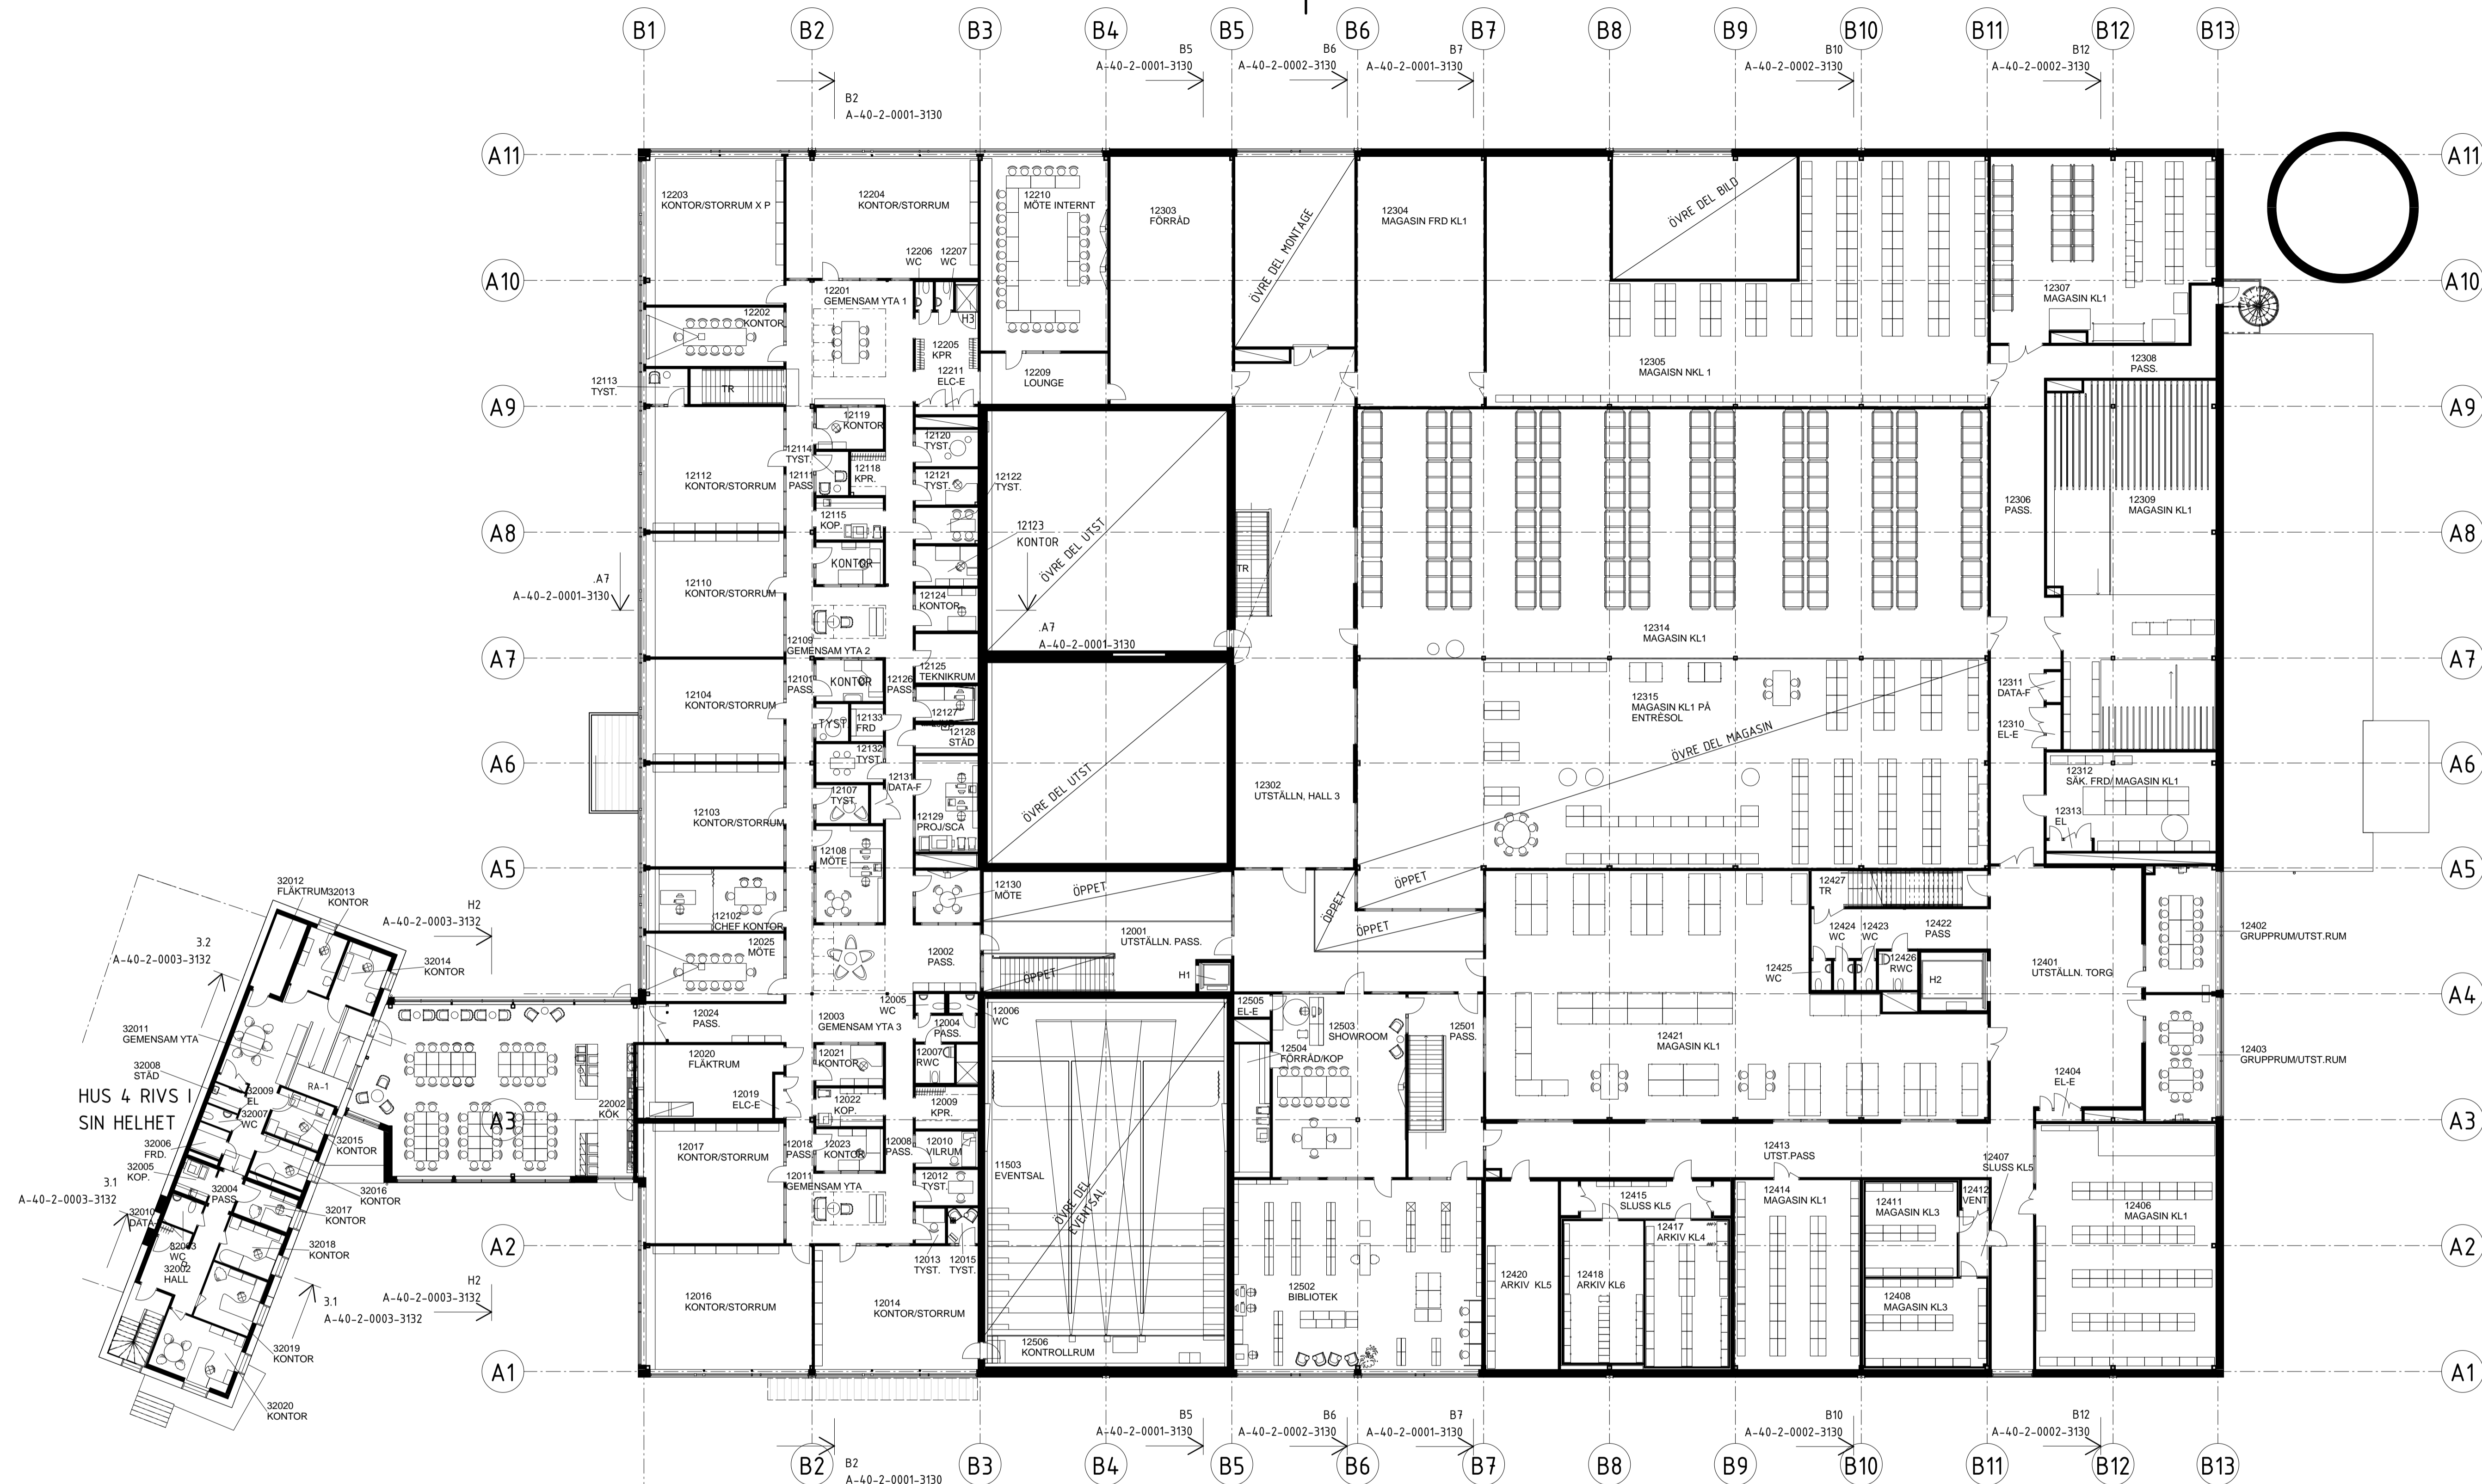 B1 B2 B3 B4 B5 B6 B7 B8 B9 B10 B11 B12 B13
B5
A-40-2-0001-3130
B6
A-40-2-0002-3130
B7
A-40-2-0001-3130
B10
A-40-2-0002-3130
B12
A-40-2-0002-3130
B2
A-40-2-0001-3130
A11
A11
12203
KONTOR/STORRUM X P
12204
KONTOR/STORRUM
12206
WC
12207
WC
12210
MÖTE INTERNT
12303
FÖRRÅD
ÖVRE DEL MONTAGE
12304
MAGASIN FRD KL1
ÖVRE DEL BILD
A10
A10
12201
GEMENSAM YTA 1
H3
12202
KONTOR
12205
KPR
12211
ELC-E
12209
LOUNGE
12305
MAGAISN NKL 1
12307
MAGASIN KL1
12308
PASS.
12113
TYST.
TR
A9
A9
12119
KONTOR
12120
TYST.
12114
TYST.
12111
PASS
12118
KPR.
12121
TYST.
12122
TYST.
12112
KONTOR/STORRUM
12115
KOP.
12306
PASS.
12309
MAGASIN KL1
A8
A8
12123
KONTOR
KONTOR
ÖVRE DEL UTST
TR
.A7
A-40-2-0001-3130
12110
KONTOR/STORRUM
12124
KONTOR
.A7
A-40-2-0001-3130
12314
MAGASIN KL1
12109
GEMENSAM YTA 2
A7
A7
12125
TEKNIKRUM
12101
PASS.
KONTOR
12126
PASS.
12104
KONTOR/STORRUM
12127
TYST
12133
FRD
12128
STÄD
12132
TYST.
12315
MAGASIN KL1 PÅ
ENTRÉSOL
ÖVRE DEL MAGASIN
12311
DATA-F
12310
EL-E
A6
A6
12131
DATA-F
12107
TYST.
12103
KONTOR/STORRUM
12129
PROJ/SCA
ÖVRE DEL UTST
12302
UTSTÄLLN, HALL 3
12312
SÄK. FRD/ MAGASIN KL1
12313
EL
12108
MÖTE
A5
A5
12130
MÖTE
ÖPPET
ÖPPET
ÖPPET
ÖPPET
12427
TR
12102
CHEF KONTOR
12025
MÖTE
12002
PASS.
12001
UTSTÄLLN. PASS.
ÖPPET
H1
12424
WC
12423
WC
12422
PASS
12425
WC
12426
RWC
H2
12401
UTSTÄLLN. TORG
12402
GRUPPRUM/UTST.RUM
32012
FLÄKTRUM
32013
KONTOR
H2
A-40-2-0003-3132
3.2
A-40-2-0003-3132
32014
KONTOR
A4
A4
12005
WC
12006
WC
12505
EL-E
12024
PASS.
12003
GEMENSAM YTA 3
12004
PASS.
12503
SHOWROOM
12501
PASS.
12421
MAGASIN KL1
12403
GRUPPRUM/UTST.RUM
32011
GEMENSAM YTA
12020
FLÄKTRUM
12021
KONTOR
12007
RWC
12504
FÖRRÅD/KOP
32008
STÄD
RA-1
12019
ELC-E
12022
KOP.
12009
KPR.
12404
EL-E
HUS 4 RIVS I
SIN HELHET
32009
EL
32007
WC
22002
KÖK
A3
A3
32006
FRD.
32015
KONTOR
12017
KONTOR/STORRUM
12018
PASS
12023
KONTOR
12008
PASS.
12010
VILRUM
12413
UTST.PASS
12407
SLUSS KL5
32005
KOP.
32004
PASS
32016
KONTOR
11503
EVENTSAL
12011
GEMENSAM YTA
12012
TYST.
12415
SLUSS KL5
12414
MAGASIN KL1
12411
MAGASIN KL3
12412
VENT
12406
MAGASIN KL1
3.1
A-40-2-0003-3132
32010
DATA-
32017
KONTOR
12417
ARKIV KL4
ÖVRE DEL
EVENTSAL
A2
A2
32003
WC
32018
KONTOR
12013
TYST.
12015
TYST.
32002
HALL
H2
A-40-2-0003-3132
3.1
A-40-2-0003-3132
12016
KONTOR/STORRUM
12014
KONTOR/STORRUM
12502
BIBLIOTEK
12420
ARKIV KL5
12418
ARKIV KL6
12408
MAGASIN KL3
12506
KONTROLLRUM
32019
KONTOR
A1
A1
32020
KONTOR
B5
A-40-2-0001-3130
B6
A-40-2-0002-3130
B7
A-40-2-0001-3130
B10
A-40-2-0002-3130
B12
A-40-2-0002-3130
B2 B3 B4 B5 B6 B7 B8 B9 B10 B11 B12 B13
B2
A-40-2-0001-3130